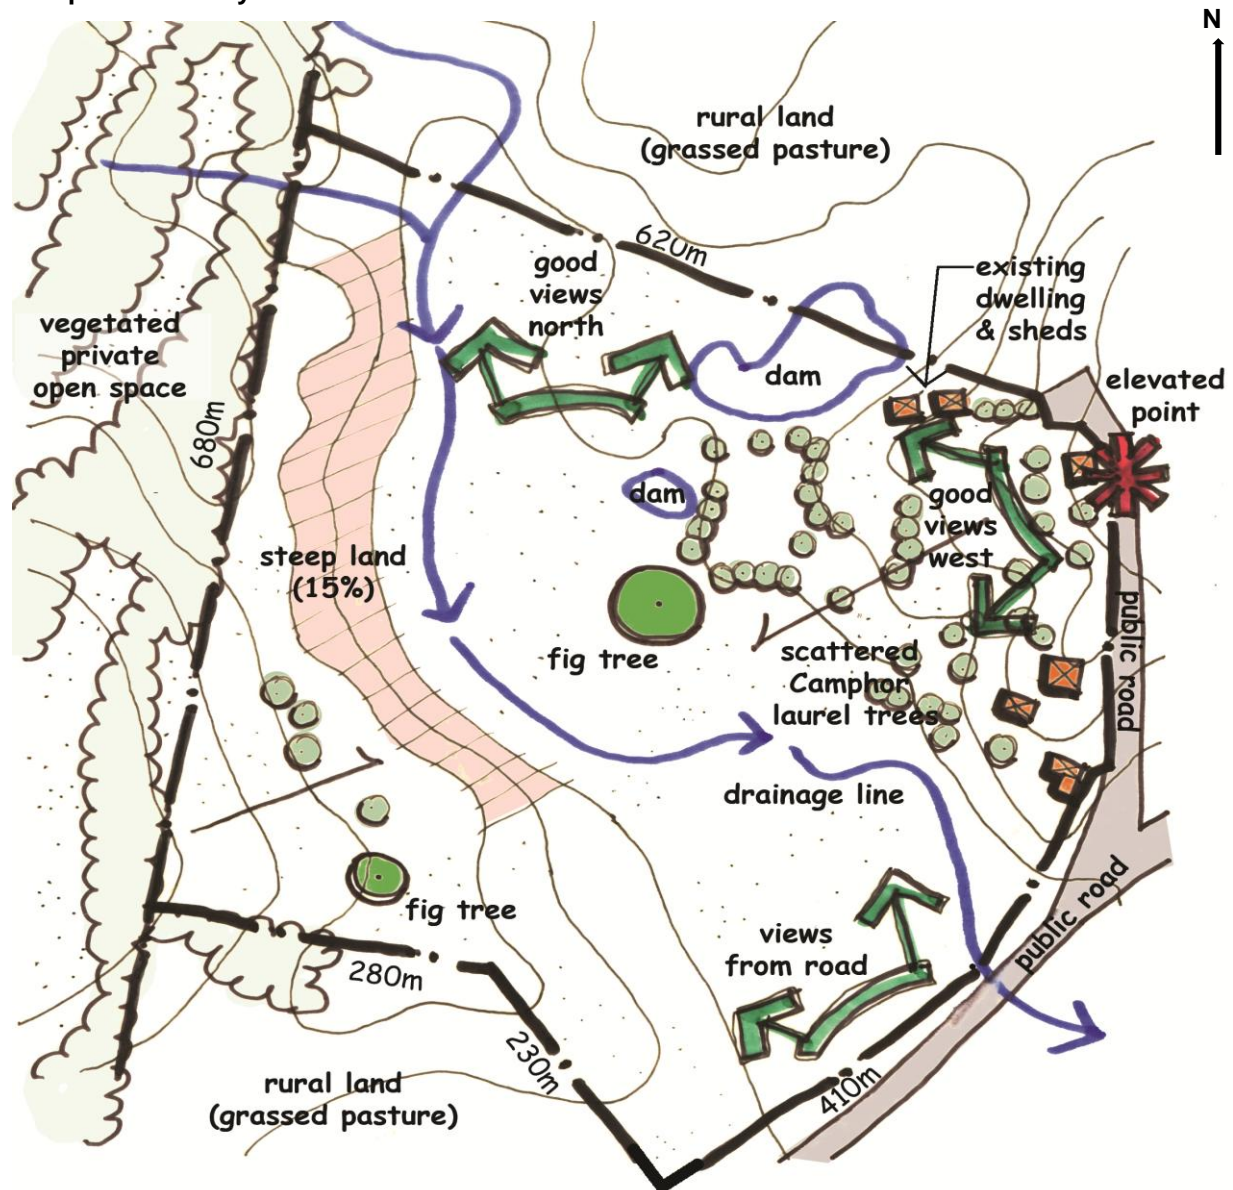 N
rural land
(grassed pasture)
620m
good
views
north
existing
dwelling
& sheds
vegetated
private
open space
dam
elevated
point
680m
dam
good
views
west
steep land
(15%)
public road
fig tree
scattered
Camphor
laurel trees
drainage line
fig tree
views
from road
public road
280m
230m
410m
rural land
(grassed pasture)